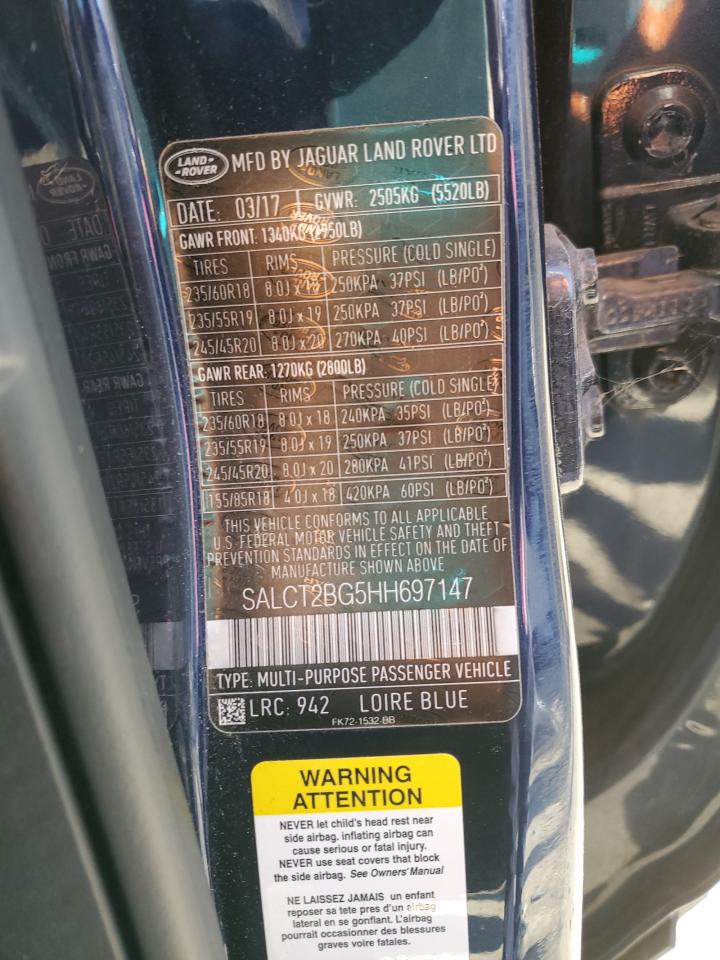 LAND-
-ROVER
MFD BY JAGUAR LAND ROVER LTD
DATE: 03/17 GVWR: 2505KG (5520LB)
GAWR FRONT: 1340KG (2950LB)
TIRES RIMS PRESSURE (COLD SINGLE)
235/60R18 8.0J x 18 250KPA 37PSI (LB/PO²)
235/55R19 8.0J x 19 250KPA 37PSI (LB/PO²)
245/45R20 8.0J x 20 270KPA 40PSI (LB/PO²)
GAWR REAR: 1270KG (2800LB)
TIRES RIMS PRESSURE (COLD SINGLE)
235/60R18 8.0J x 18 240KPA 35PSI (LB/PO²)
235/55R19 8.0J x 19 250KPA 37PSI (LB/PO²)
245/45R20 8.0J x 20 280KPA 41PSI (LB/PO²)
155/85R18 4.0J x 18 420KPA 60PSI (LB/PO²)
THIS VEHICLE CONFORMS TO ALL APPLICABLE
U.S. FEDERAL MOTOR VEHICLE SAFETY AND THEFT
PREVENTION STANDARDS IN EFFECT ON THE DATE OF
MANUFACTURE SHOWN ABOVE
SALCT2BG5HH697147
TYPE: MULTI-PURPOSE PASSENGER VEHICLE
LRC: 942 LOIRE BLUE
FK72-1532-BB
WARNING
ATTENTION
NEVER let child's head rest near
side airbag. inflating airbag can
cause serious or fatal injury.
NEVER use seat covers that block
the side airbag. See Owners' Manual
NE LAISSEZ JAMAIS un enfant
reposer sa tete pres d'un airbag
lateral en se gonflant. L'airbag
pourrait occasionner des blessures
graves voire fatales.